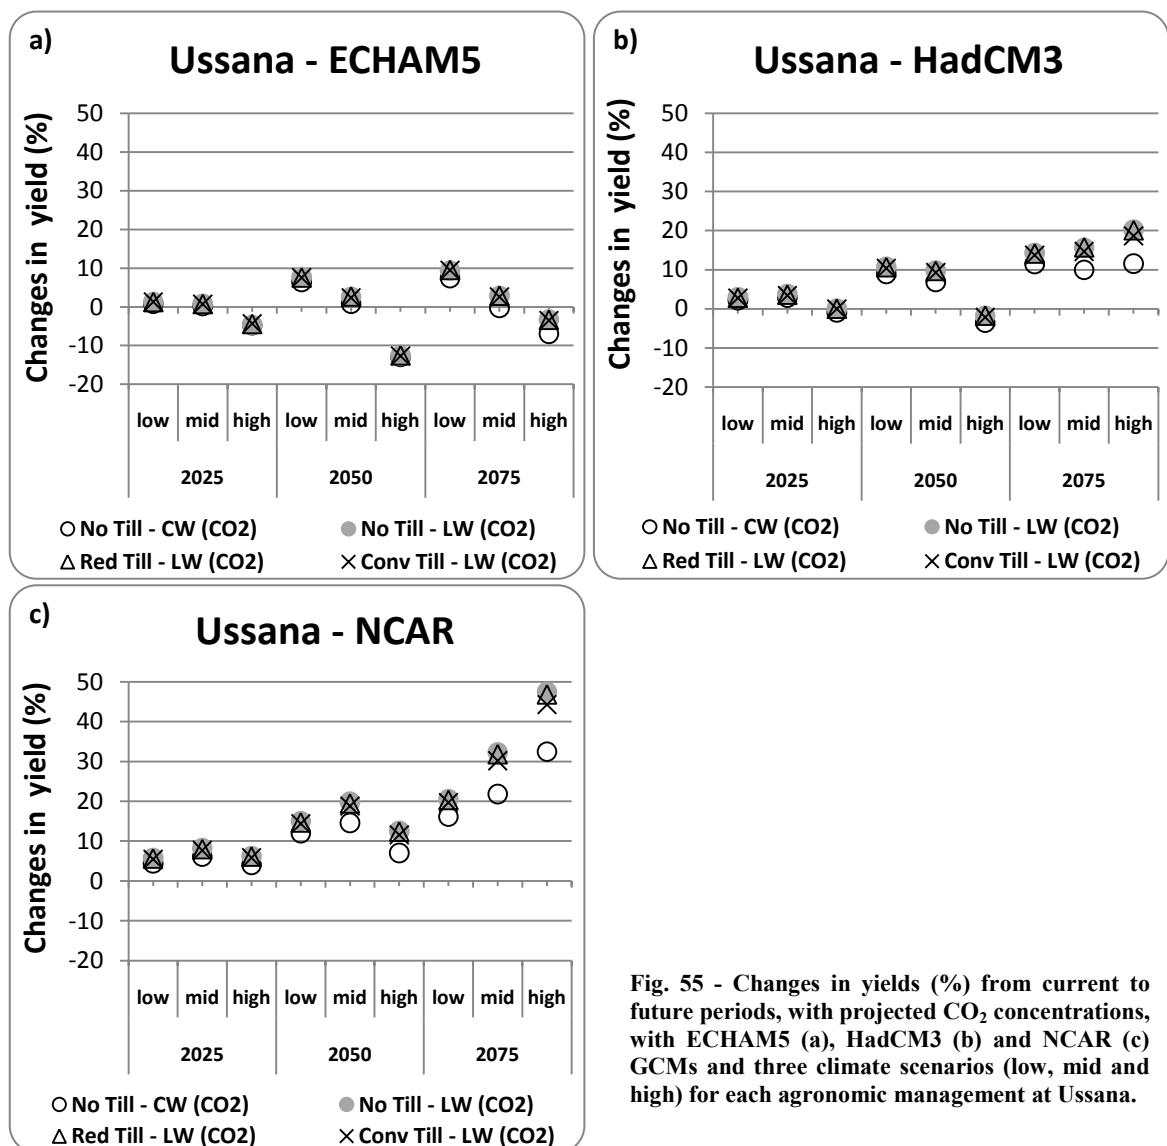 a)
Ussana - ECHAM5
Changes in yield (%)
50
40
30
20
10
0
-10
-20
low mid high low mid high low mid high
2025 2050 2075
No Till - CW (CO2) No Till - LW (CO2)
Red Till - LW (CO2) Conv Till - LW (CO2)
b)
Ussana - HadCM3
Changes in yield (%)
50
40
30
20
10
0
-10
-20
low mid high low mid high low mid high
2025 2050 2075
No Till - CW (CO2) No Till - LW (CO2)
Red Till - LW (CO2) Conv Till - LW (CO2)
c)
Ussana - NCAR
Changes in yield (%)
50
40
30
20
10
0
-10
-20
low mid high low mid high low mid high
2025 2050 2075
No Till - CW (CO2) No Till - LW (CO2)
Red Till - LW (CO2) Conv Till - LW (CO2)
Fig. 55 - Changes in yields (%) from current to
future periods, with projected CO₂ concentrations,
with ECHAM5 (a), HadCM3 (b) and NCAR (c)
GCMs and three climate scenarios (low, mid and
high) for each agronomic management at Ussana.